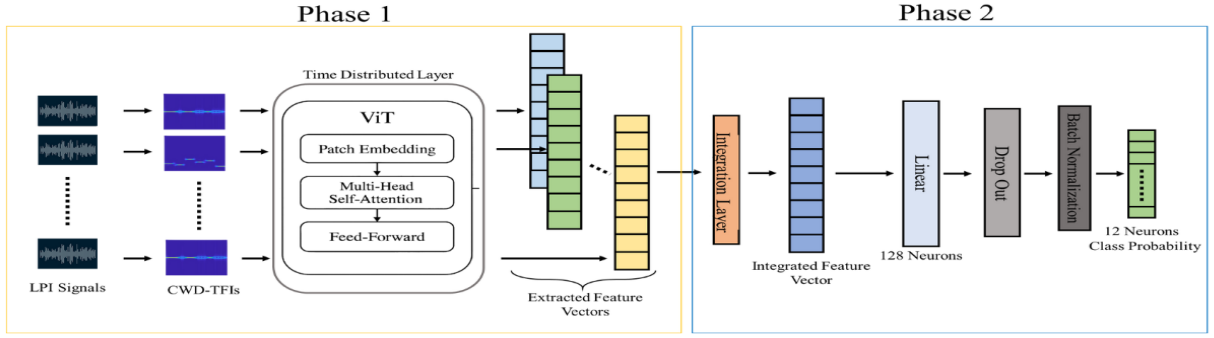 Phase 1
Phase 2
Time Distributed Layer
ViT
Patch Embedding
Multi-Head
Self-Attention
Feed-Forward
LPI Signals
CWD-TFIs
Extracted Feature
Vectors
Integration Layer
Integrated Feature
Vector
Linear
128 Neurons
Drop Out
Batch Normalization
12 Neurons
Class Probability